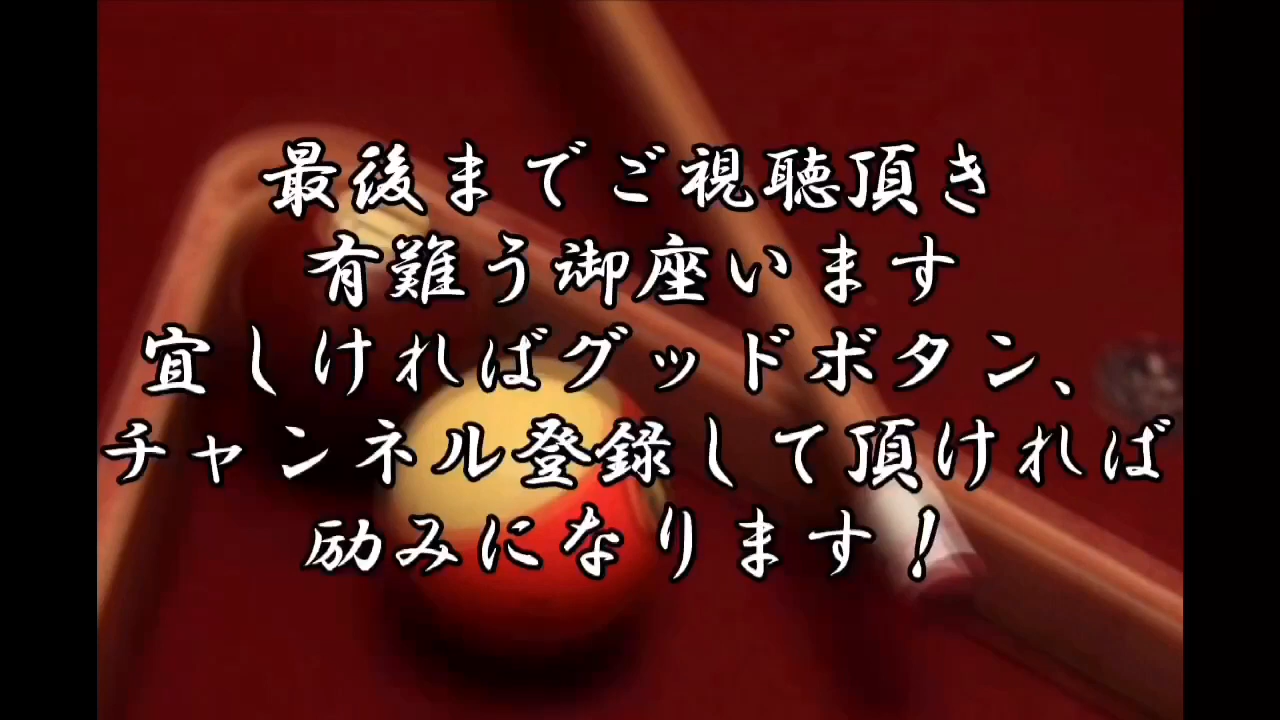 最後までご視聴頂き
有難う御座います
宜しければグッドボタン、
チャンネル登録して頂ければ
励みになります！